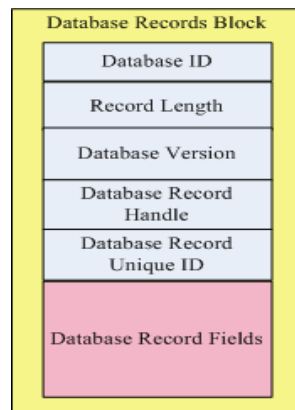 Database Records Block
Database ID
Record Length
Database Version
Database Record
Handle
Database Record
Unique ID
Database Record Fields